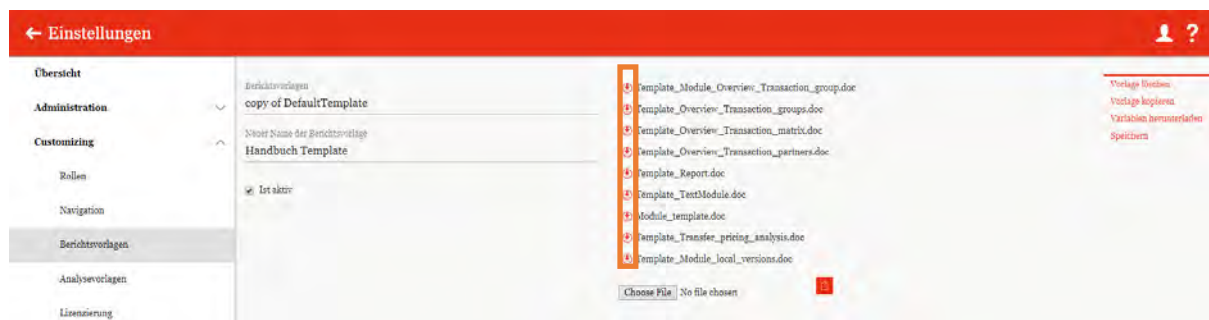 ← Einstellungen
?
Übersicht
Administration
Customizing
Rollen
Navigation
Berichtsvorlagen
Analysevorlagen
Lizenzierung
Berichtsvorlagen
copy of DefaultTemplate
Neuer Name der Berichtsvorlage
Handbuch Template
Ist aktiv
Template_Module_Overview_Transaction_group.doc
Template_Overview_Transaction_groups.doc
Template_Overview_Transaction_matrix.doc
Template_Overview_Transaction_partners.doc
Template_Report.doc
Template_TestModule.doc
Module_template.doc
Template_Transfer_pricing_analysis.doc
Template_Module_local_versions.doc
Choose File No file chosen
Vorlage löschen
Vorlage kopieren
Variablen herunterladen
Speichern